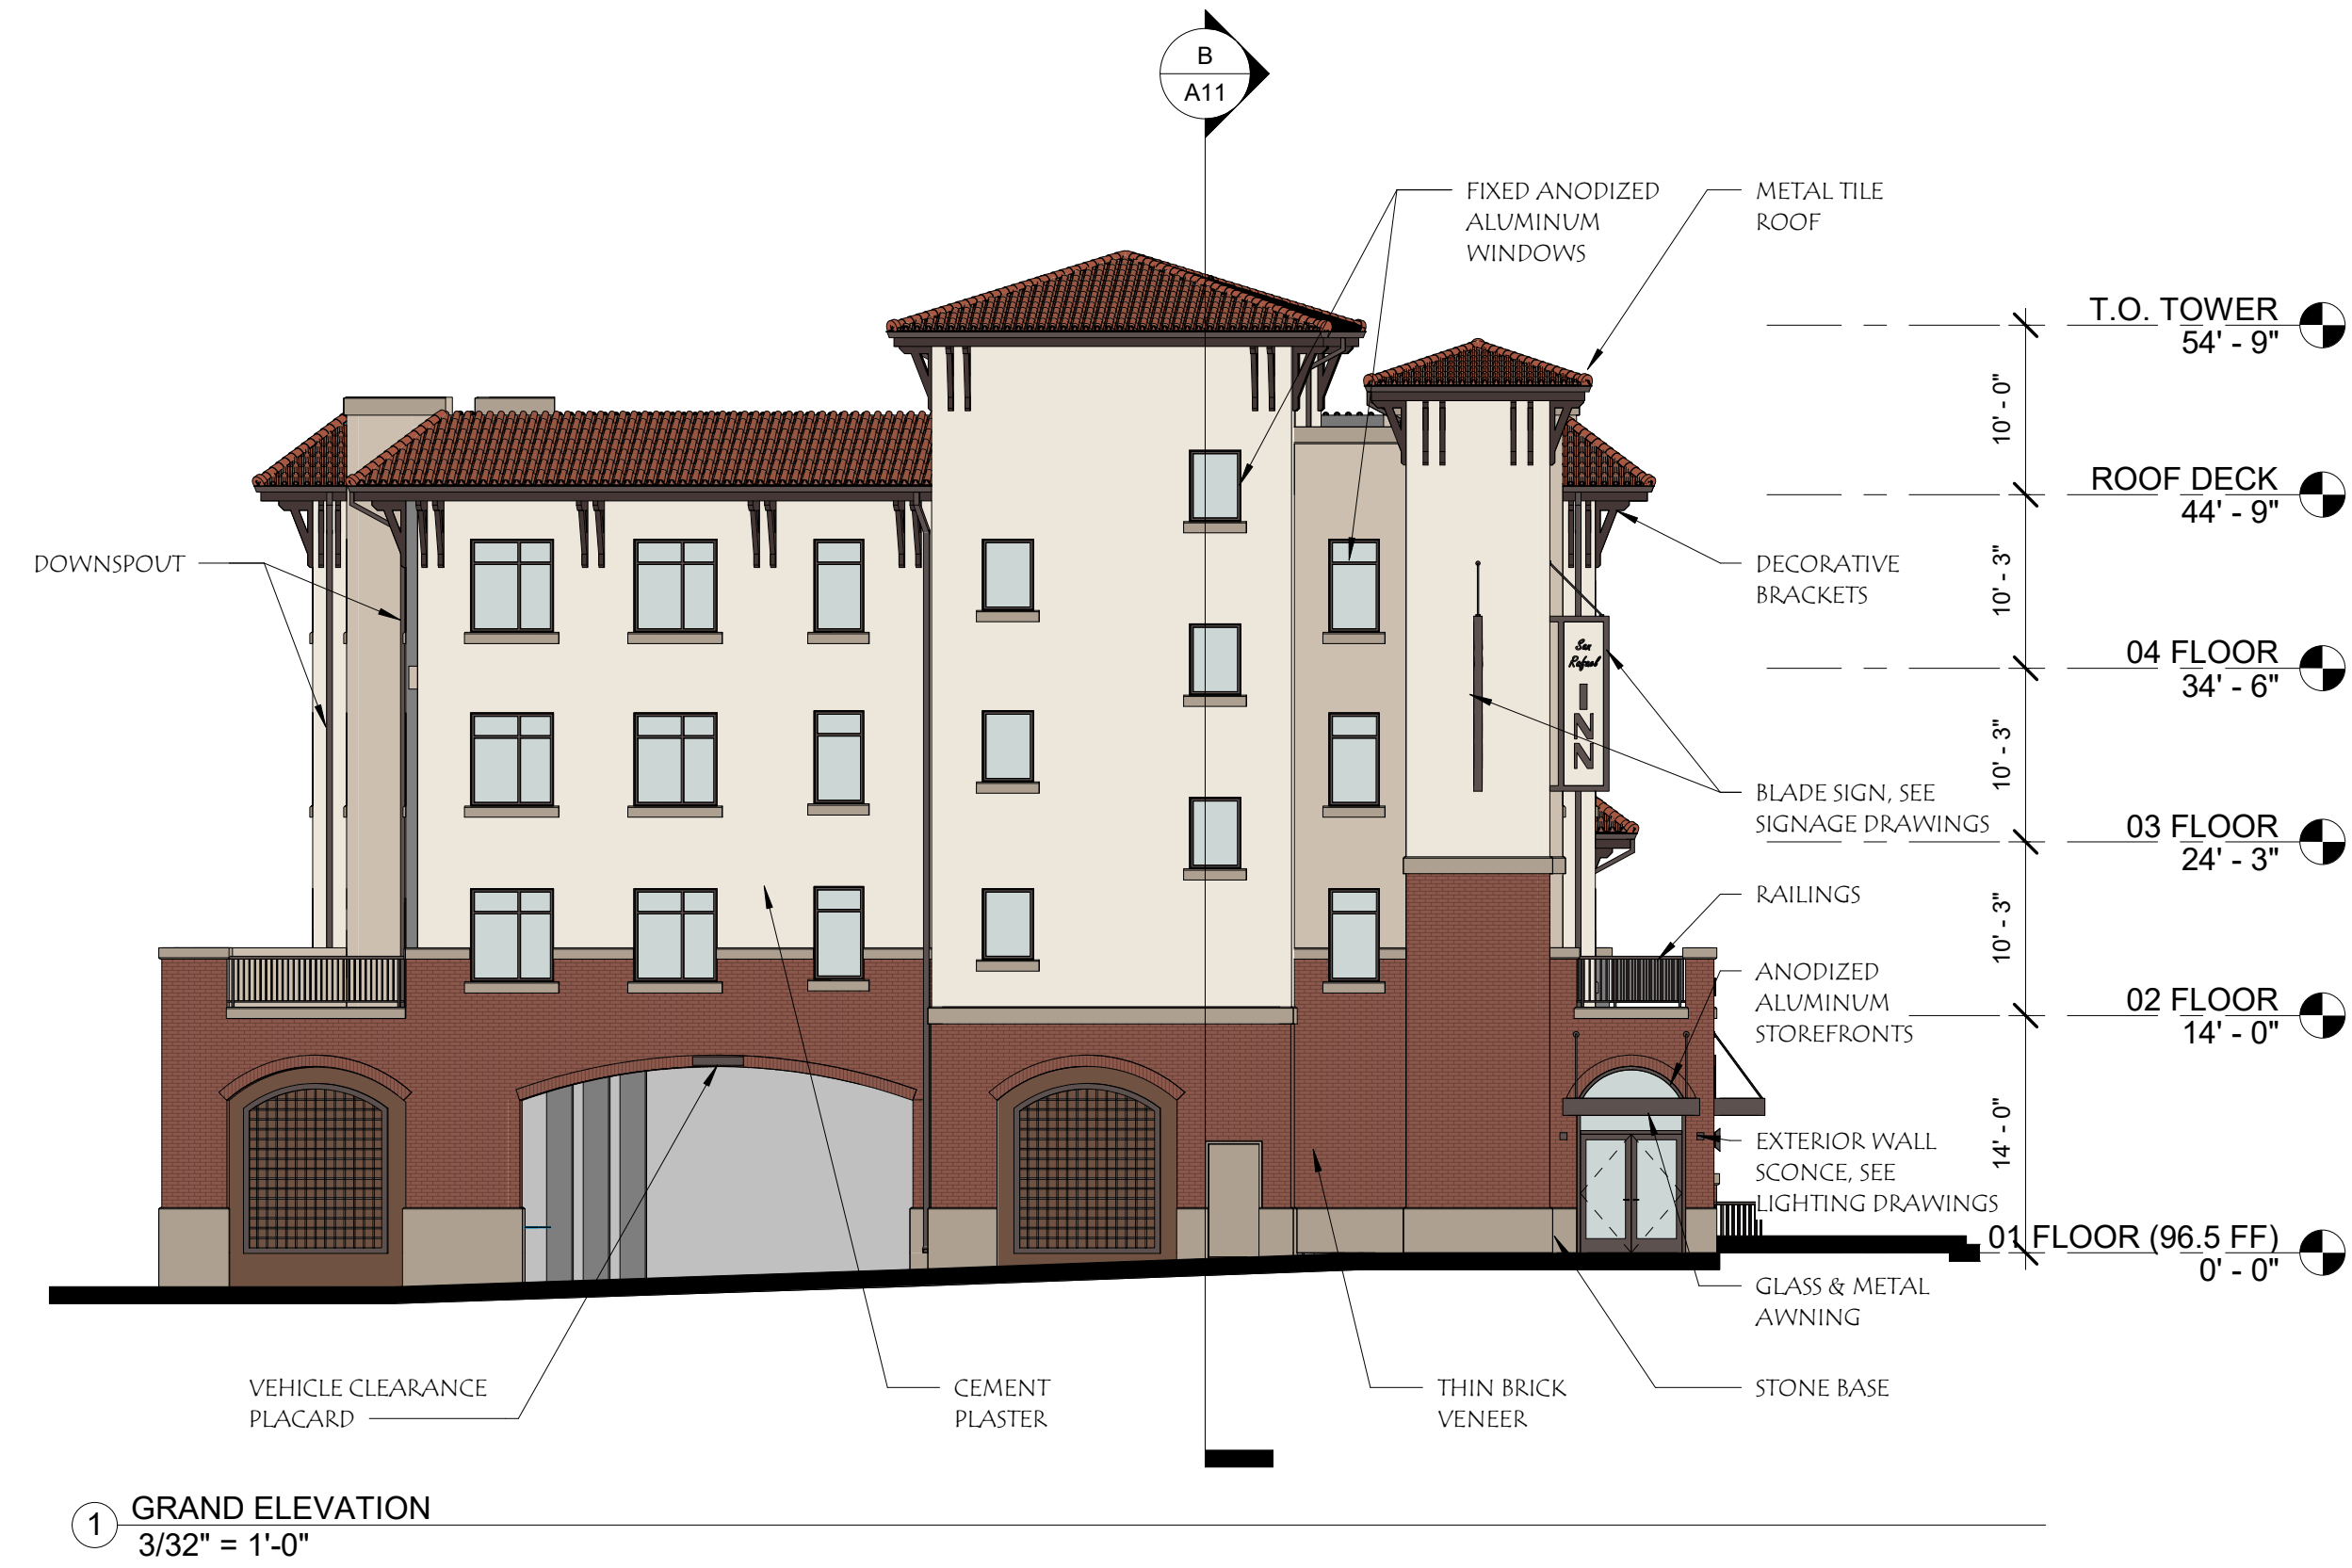 B
A11
FIXED ANODIZED
ALUMINUM
WINDOWS
METAL TILE
ROOF
T.O. TOWER
54' - 9"
10' - 0"
ROOF DECK
44' - 9"
DOWNSPOUT
DECORATIVE
BRACKETS
10' - 3"
04 FLOOR
34' - 6"
San
Rafael
INN
10' - 3"
BLADE SIGN, SEE
SIGNAGE DRAWINGS
03 FLOOR
24' - 3"
RAILINGS
10' - 3"
ANODIZED
ALUMINUM
STOREFRONTS
02 FLOOR
14' - 0"
14' - 0"
EXTERIOR WALL
SCONCE, SEE
LIGHTING DRAWINGS
01 FLOOR (96.5 FF)
0' - 0"
GLASS & METAL
AWNING
VEHICLE CLEARANCE
PLACARD
CEMENT
PLASTER
THIN BRICK
VENEER
STONE BASE
1
GRAND ELEVATION
3/32" = 1'-0"